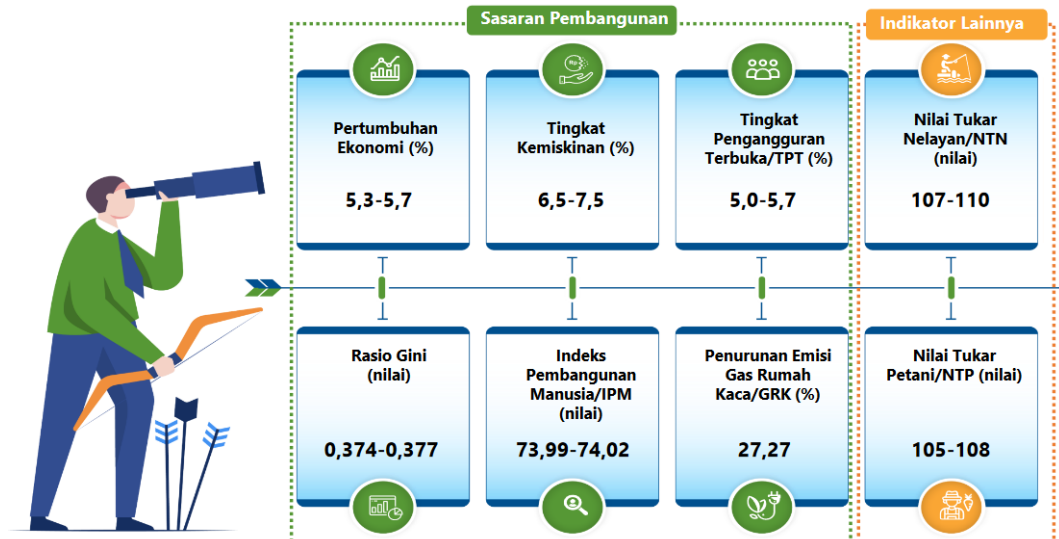 Sasaran Pembangunan
Indikator Lainnya
Pertumbuhan
Ekonomi (%)
5,3-5,7
Rp
Tingkat
Kemiskinan (%)
6,5-7,5
Tingkat
Pengangguran
Terbuka/TPT (%)
5,0-5,7
Nilai Tukar
Nelayan/NTN
(nilai)
107-110
Rasio Gini
(nilai)
0,374-0,377
Indeks
Pembangunan
Manusia/IPM
(nilai)
73,99-74,02
Penurunan Emisi
Gas Rumah
Kaca/GRK (%)
27,27
Nilai Tukar
Petani/NTP (nilai)
105-108